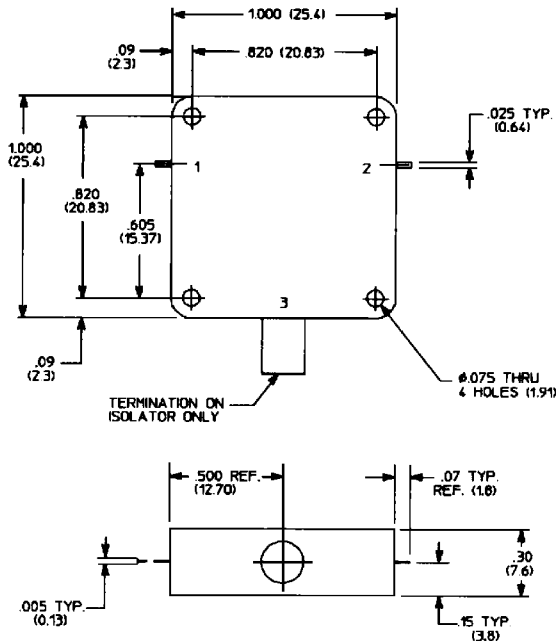 1.000 (25.4)
.09
(2.3)
.820 (20.83)
.025 TYP.
(0.64)
1.000
(25.4)
1
2
.820
(20.83)
.605
(15.37)
3
.09
(2.3)
TERMINATION ON
ISOLATOR ONLY
Ø.075 THRU
4 HOLES (1.91)
.500 REF.
(12.70)
.07 TYP.
REF. (1.8)
.30
(7.6)
.005 TYP.
(0.13)
.15 TYP.
(3.8)